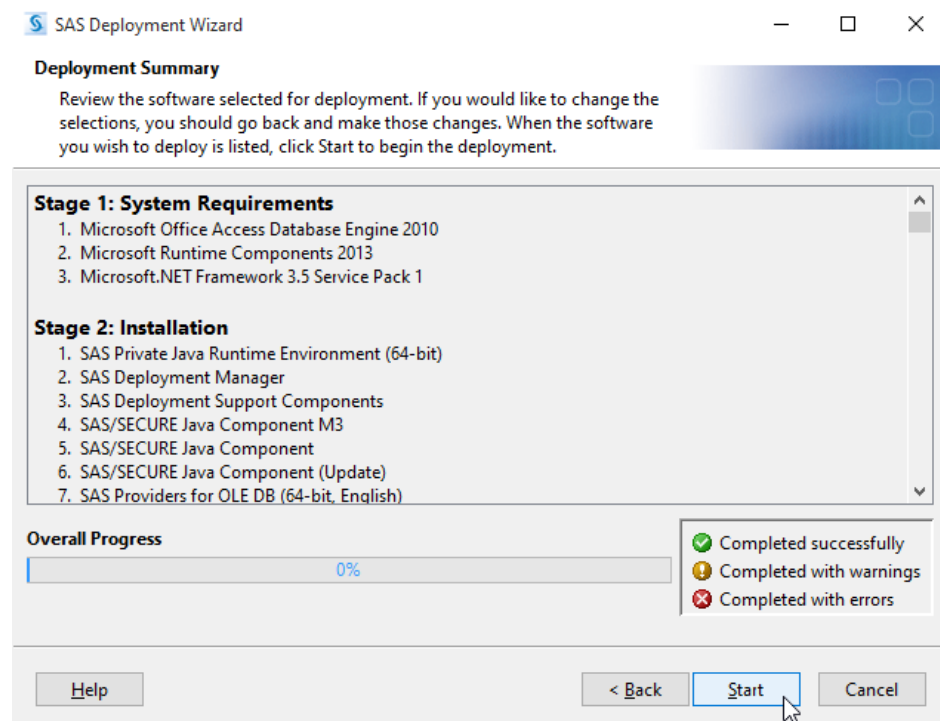 SAS Deployment Wizard
Deployment Summary
Review the software selected for deployment. If you would like to change the
selections, you should go back and make those changes. When the software
you wish to deploy is listed, click Start to begin the deployment.
Stage 1: System Requirements
1. Microsoft Office Access Database Engine 2010
2. Microsoft Runtime Components 2013
3. Microsoft.NET Framework 3.5 Service Pack 1
Stage 2: Installation
1. SAS Private Java Runtime Environment (64-bit)
2. SAS Deployment Manager
3. SAS Deployment Support Components
4. SAS/SECURE Java Component M3
5. SAS/SECURE Java Component
6. SAS/SECURE Java Component (Update)
7. SAS Providers for OLE DB (64-bit, English)
Overall Progress
0%
Completed successfully
Completed with warnings
Completed with errors
Help
< Back
Start
Cancel